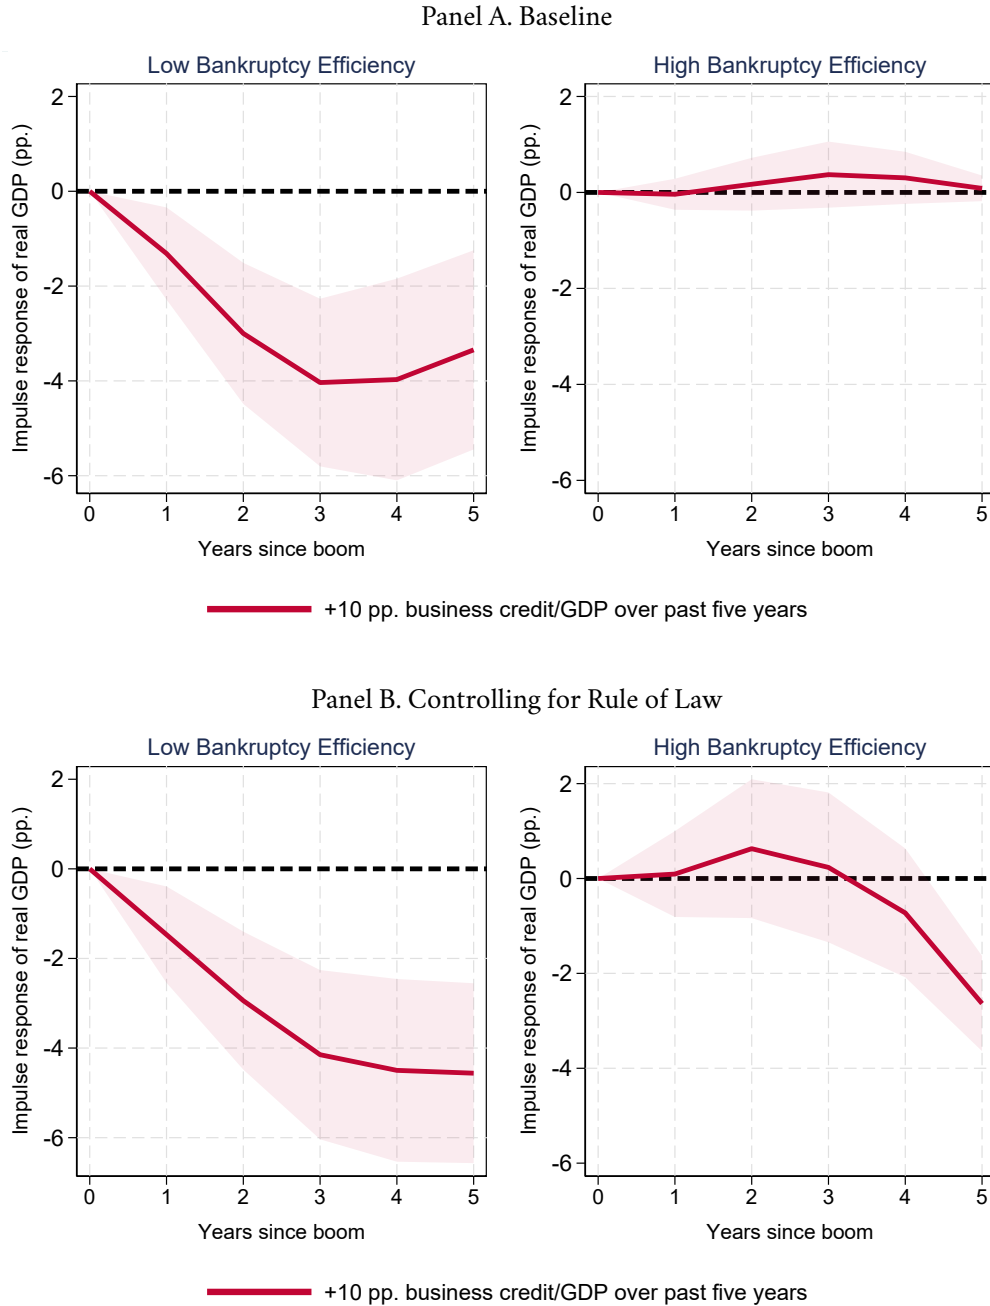 Panel A. Baseline
Low Bankruptcy Efficiency
Impulse response of real GDP (pp.)
2
0
-2
-4
-6
0 1 2 3 4 5
Years since boom
High Bankruptcy Efficiency
Impulse response of real GDP (pp.)
2
0
-2
-4
-6
0 1 2 3 4 5
Years since boom
+10 pp. business credit/GDP over past five years
Panel B. Controlling for Rule of Law
Low Bankruptcy Efficiency
Impulse response of real GDP (pp.)
2
0
-2
-4
-6
0 1 2 3 4 5
Years since boom
High Bankruptcy Efficiency
Impulse response of real GDP (pp.)
2
0
-2
-4
-6
0 1 2 3 4 5
Years since boom
+10 pp. business credit/GDP over past five years